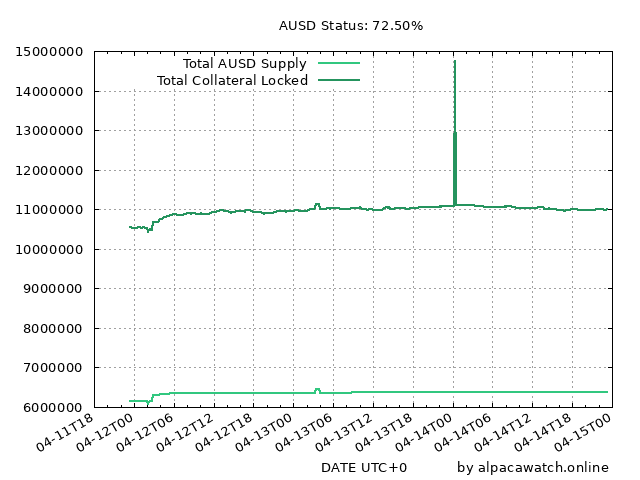 AUSD Status: 72.50%
15000000
Total AUSD Supply
Total Collateral Locked
14000000
13000000
12000000
11000000
10000000
9000000
8000000
7000000
6000000
04-11T18
04-12T00
04-12T06
04-12T12
04-12T18
04-13T00
04-13T06
04-13T12
04-13T18
04-14T00
04-14T06
04-14T12
04-14T18
04-15T00
DATE UTC+0
by alpacawatch.online